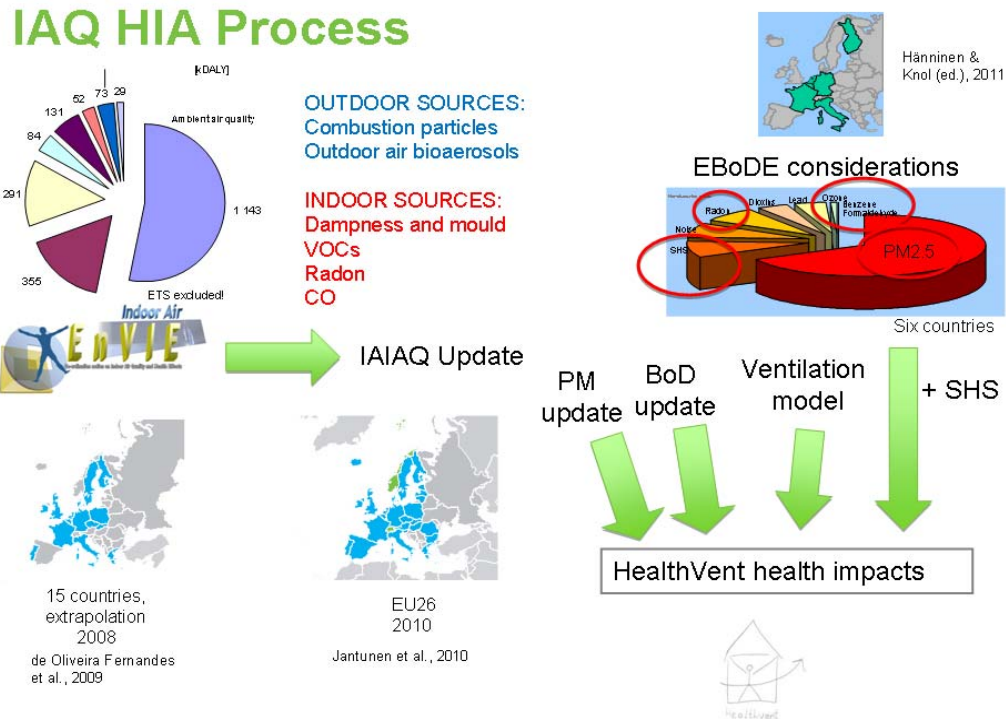 IAQ HIA Process
[kDALY]
29
73
52
131
84
291
355
1 143
Ambient air quality
ETS excluded!
OUTDOOR SOURCES:
Combustion particles
Outdoor air bioaerosols
INDOOR SOURCES:
Dampness and mould
VOCs
Radon
CO
Hänninen &
Knol (ed.), 2011
EBoDE considerations
Dioxins
Lead
Ozone
Benzene
Formaldehyde
Radon
Noise
SHS
PM2.5
Six countries
Indoor Air
EnVIE
IAIAQ Update
PM
update
BoD
update
Ventilation
model
+ SHS
HealthVent health impacts
15 countries,
extrapolation
2008
de Oliveira Fernandes
et al., 2009
EU26
2010
Jantunen et al., 2010
Healthvent